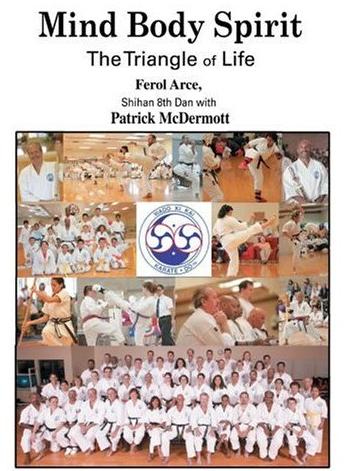 Mind Body Spirit
The Triangle of Life
Ferol Arce,
Shihan 8th Dan with
Patrick McDermott
WADO KI KAI
KARATE - DO